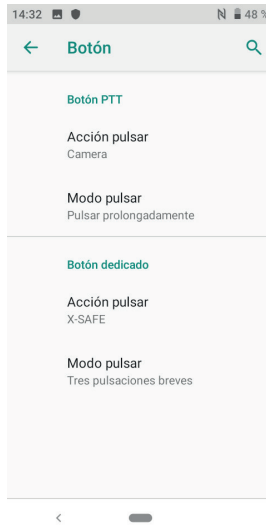 14:32 48 %
Botón
Botón PTT
Acción pulsar
Camera
Modo pulsar
Pulsar prolongadamente
Botón dedicado
Acción pulsar
X-SAFE
Modo pulsar
Tres pulsaciones breves